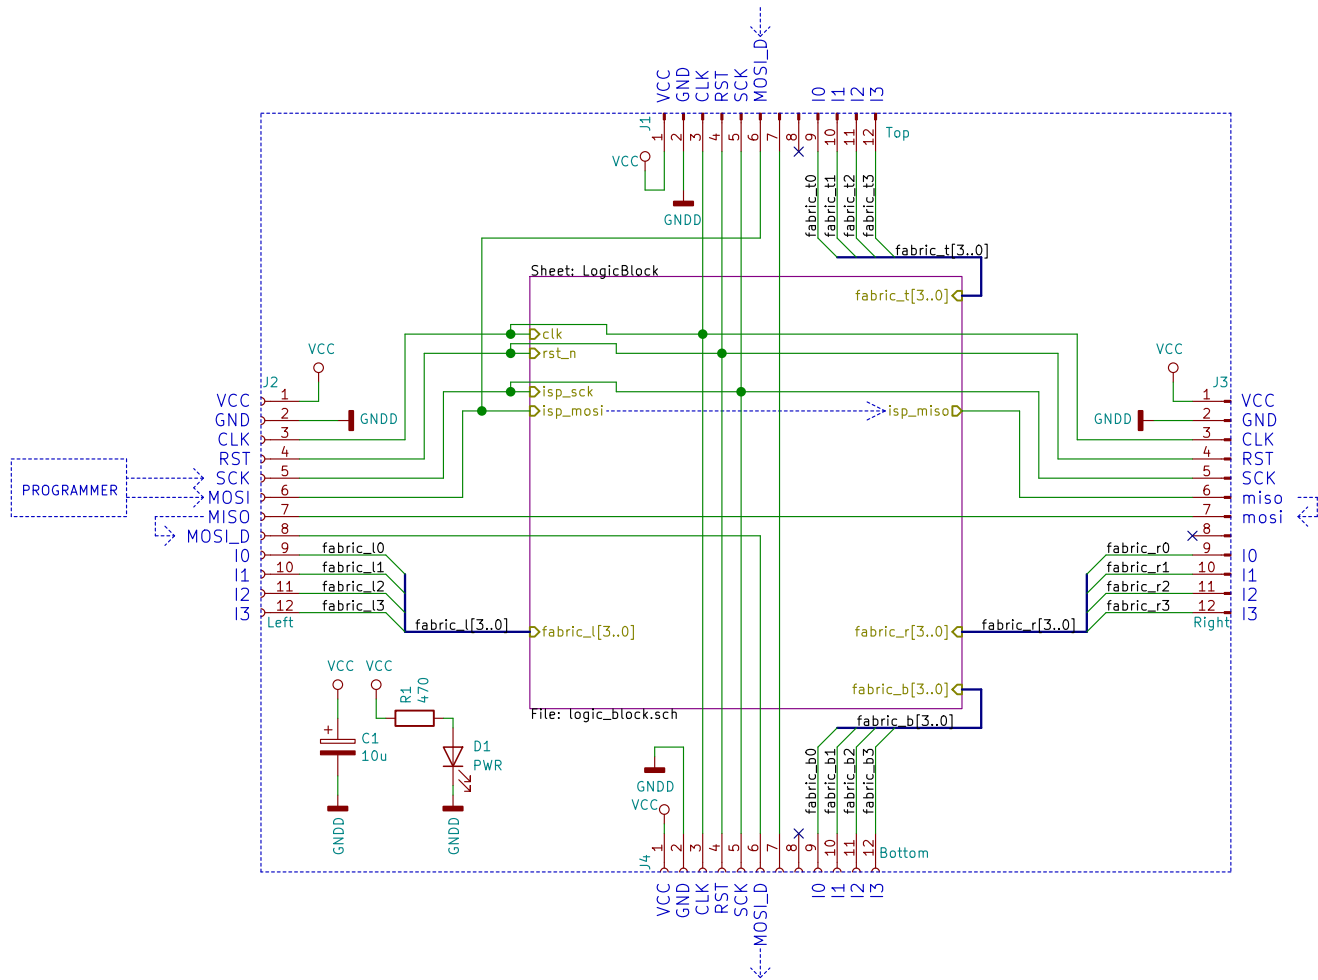 MOSI_D
VCC
GND
CLK
RST
SCK
I0
I1
I2
I3
J1
1
2
3
4
5
6
7
8
9
10
11
12
Top
VCC
GNDD
fabric_t0
fabric_t1
fabric_t2
fabric_t3
fabric_t[3..0]
Sheet: LogicBlock
fabric_t[3..0]
clk
rst_n
isp_sck
isp_mosi
isp_miso
VCC
J2
VCC 1
GND 2
GNDD
CLK 3
RST 4
SCK 5
MOSI 6
MISO 7
MOSI_D 8
I0 9
I1 10
I2 11
I3 12
Left
PROGRAMMER
fabric_l0
fabric_l1
fabric_l2
fabric_l3
fabric_l[3..0]
fabric_l[3..0]
VCC
J3
1 VCC
GNDD
2 GND
3 CLK
4 RST
5 SCK
6 miso
7 mosi
8
9 I0
10 I1
11 I2
12 I3
Right
fabric_r0
fabric_r1
fabric_r2
fabric_r3
fabric_r[3..0]
fabric_r[3..0]
fabric_b[3..0]
File: logic_block.sch
fabric_b[3..0]
fabric_b0
fabric_b1
fabric_b2
fabric_b3
VCC
VCC
R1
470
+
C1
10u
D1
PWR
GNDD
GNDD
GNDD
VCC
J4
1
2
3
4
5
6
7
8
9
10
11
12
Bottom
VCC
GND
CLK
RST
SCK
MOSI_D
I0
I1
I2
I3